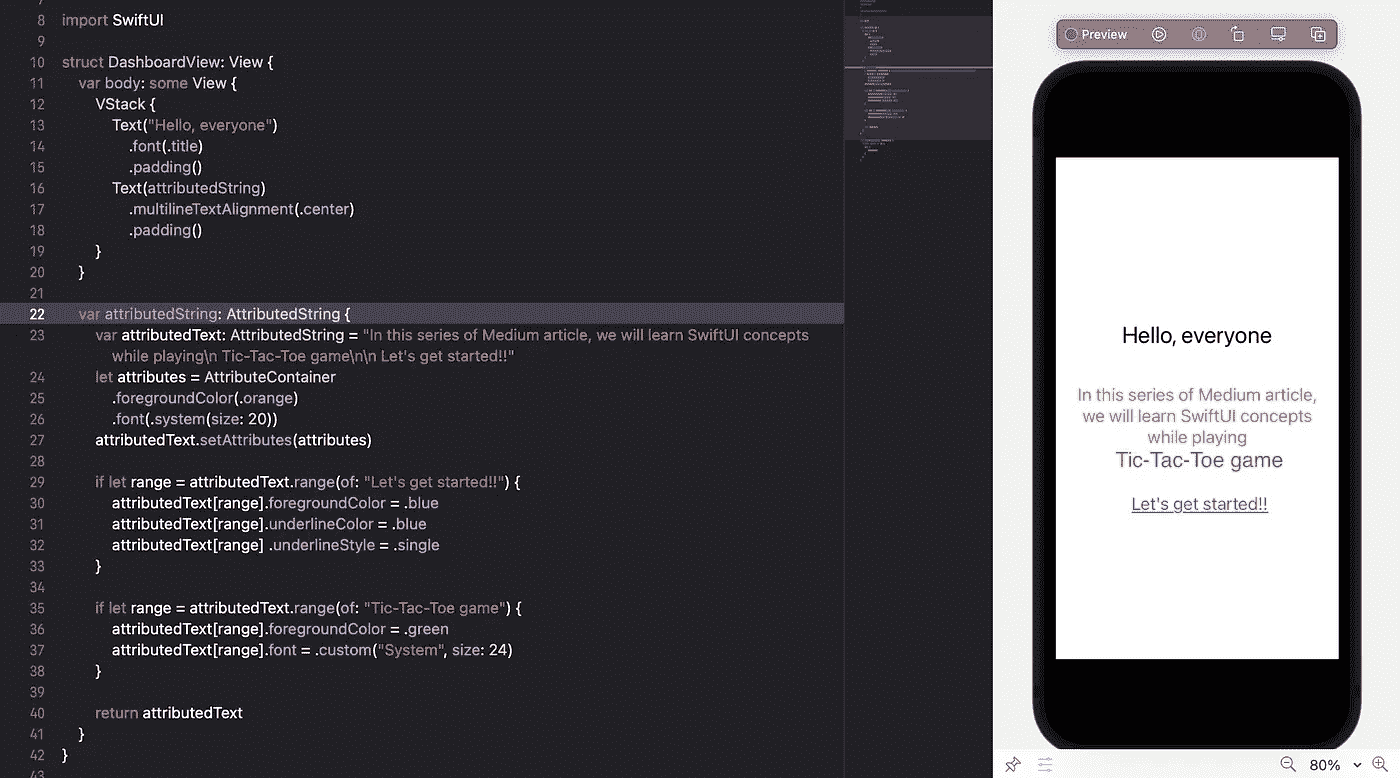 7
8 import SwiftUI
9
10 struct DashboardView: View {
11 var body: some View {
12 VStack {
13 Text("Hello, everyone")
14 .font(.title)
15 .padding()
16 Text(attributedString)
17 .multilineTextAlignment(.center)
18 .padding()
19 }
20 }
21
22 var attributedString: AttributedString {
23 var attributedText: AttributedString = "In this series of Medium article, we will learn SwiftUI concepts
while playing\n Tic-Tac-Toe game\n\n Let's get started!!"
24 let attributes = AttributeContainer
25 .foregroundColor(.orange)
26 .font(.system(size: 20))
27 attributedText.setAttributes(attributes)
28
29 if let range = attributedText.range(of: "Let's get started!!") {
30 attributedText[range].foregroundColor = .blue
31 attributedText[range].underlineColor = .blue
32 attributedText[range] .underlineStyle = .single
33 }
34
35 if let range = attributedText.range(of: "Tic-Tac-Toe game") {
36 attributedText[range].foregroundColor = .green
37 attributedText[range].font = .custom("System", size: 24)
38 }
39
40 return attributedText
41 }
42 }
43
Preview
Hello, everyone
In this series of Medium article,
we will learn SwiftUI concepts
while playing
Tic-Tac-Toe game
Let's get started!!
80%